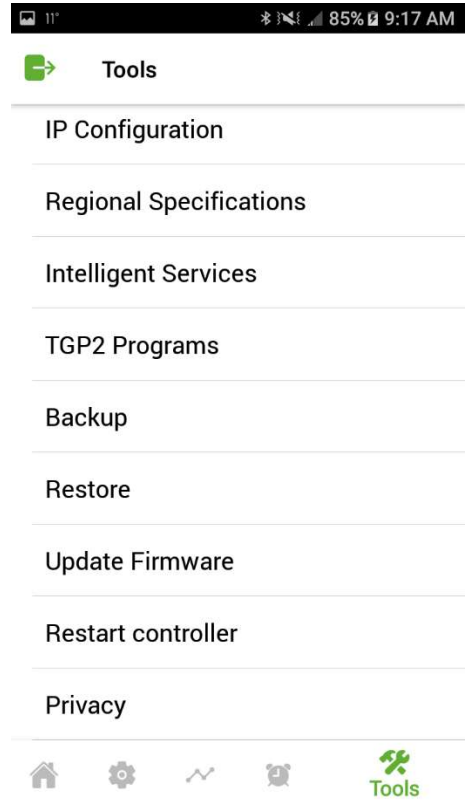 11° 85% 9:17 AM
Tools
IP Configuration
Regional Specifications
Intelligent Services
TGP2 Programs
Backup
Restore
Update Firmware
Restart controller
Privacy
Tools